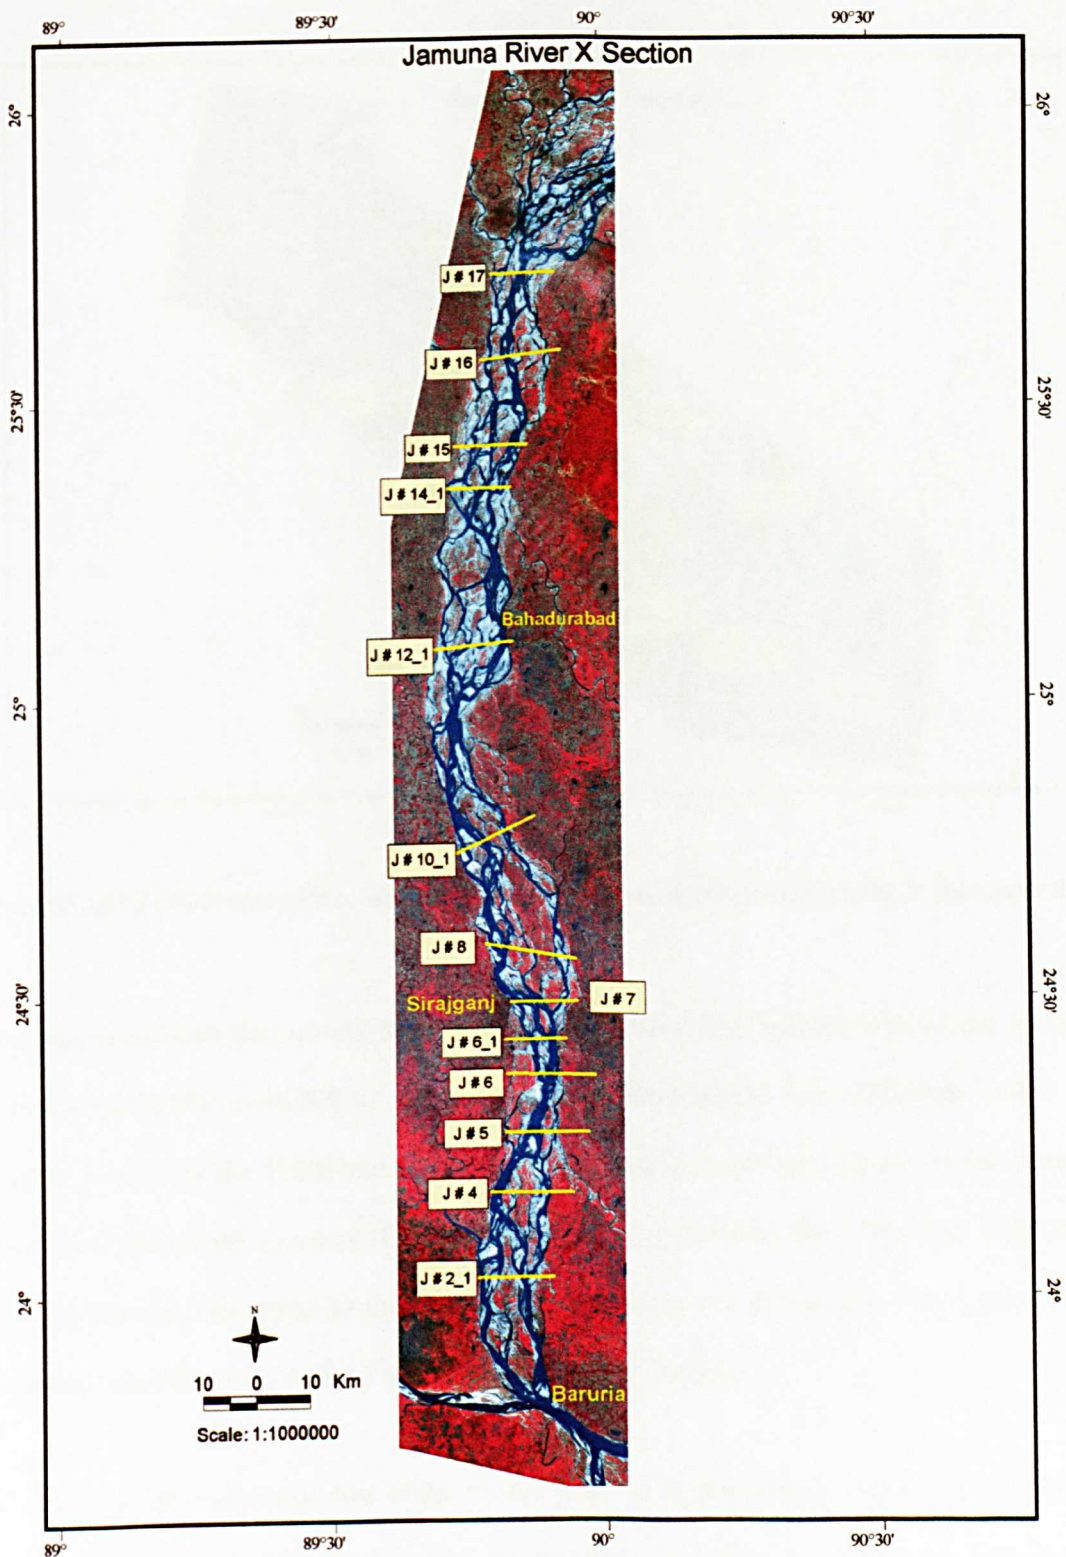 89° 89°30' 90° 90°30'
Jamuna River X Section
26° 26°
J # 17
J # 16
25°30' 25°30'
J # 15
J # 14_1
Bahadurabad
J # 12_1
25° 25°
J # 10_1
J # 8
24°30' 24°30'
Sirajganj J # 7
J # 6_1
J # 6
J # 5
J # 4
J # 2_1
24° 24°
N
10 0 10 Km
Baruria
Scale: 1:1000000
89° 89°30' 90° 90°30'